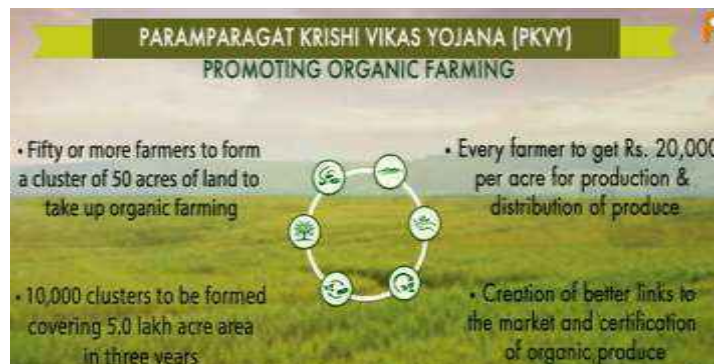 PARAMPARAGAT KRISHI VIKAS YOJANA (PKVY)
PROMOTING ORGANIC FARMING
• Fifty or more farmers to form
a cluster of 50 acres of land to
take up organic farming
• Every farmer to get Rs. 20,000
per acre for production &
distribution of produce
• 10,000 clusters to be formed
covering 5.0 lakh acre area
in three years
• Creation of better links to
the market and certification
of organic produce